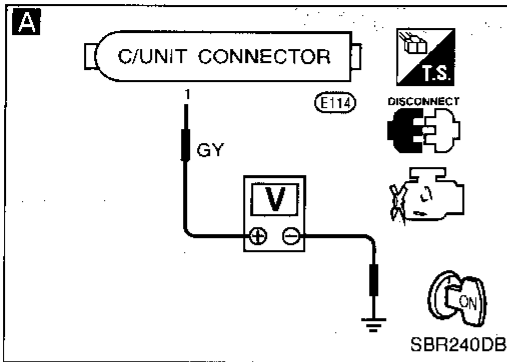 A
C/UNIT CONNECTOR
T.S.
1
E114
DISCONNECT
GY
V
⊕ ⊖
ON
SBR240DB